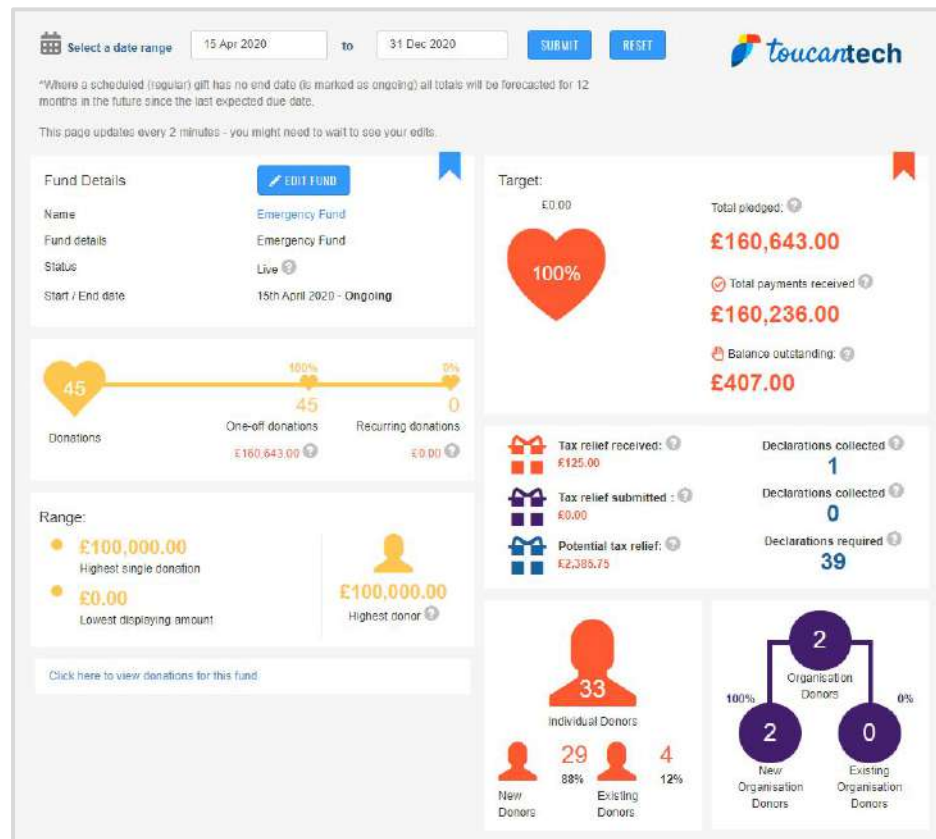 Select a date range
15 Apr 2020
to
31 Dec 2020
SUBMIT
RESET
toucantech
*Where a scheduled (regular) gift has no end date (is marked as ongoing) all totals will be forecasted for 12
months in the future since the last expected due date.
This page updates every 2 minutes - you might need to wait to see your edits.
Fund Details
EDIT FUND
Name
Emergency Fund
Fund details
Emergency Fund
Status
Live ?
Start / End date
15th April 2020 - Ongoing
Target:
£0.00
100%
Total pledged: ?
£160,643.00
Total payments received ?
£160,236.00
Balance outstanding: ?
£407.00
45
Donations
100%
45
One-off donations
£160,643.00 ?
0%
0
Recurring donations
£0.00 ?
Range:
£100,000.00
Highest single donation
£0.00
Lowest displaying amount
£100,000.00
Highest donor ?
Click here to view donations for this fund
Tax relief received: ?
£125.00
Declarations collected ?
1
Tax relief submitted : ?
£0.00
Declarations collected ?
0
Potential tax relief: ?
£2,385.75
Declarations required ?
39
33
Individual Donors
29
88%
New
Donors
4
12%
Existing
Donors
2
Organisation
Donors
100%
2
New
Organisation
Donors
0%
0
Existing
Organisation
Donors